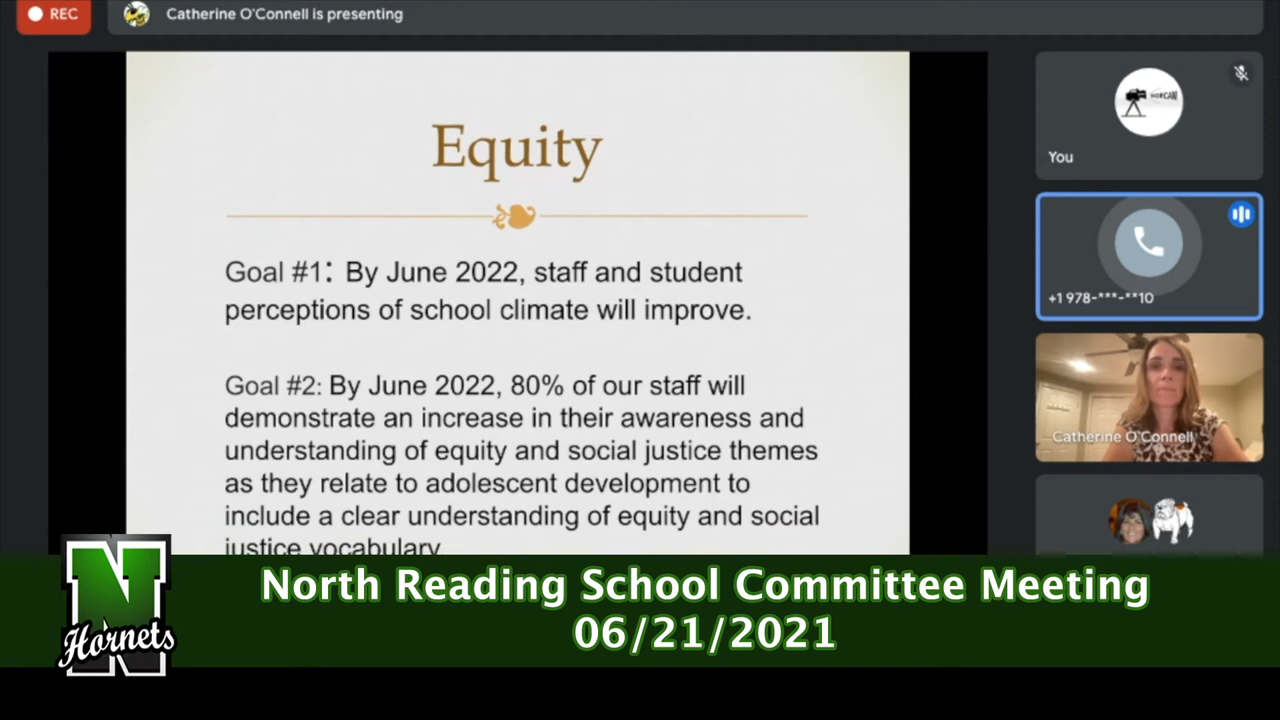 REC
Catherine O'Connell is presenting
Equity
Goal #1: By June 2022, staff and student
perceptions of school climate will improve.
Goal #2: By June 2022, 80% of our staff will
demonstrate an increase in their awareness and
understanding of equity and social justice themes
as they relate to adolescent development to
include a clear understanding of equity and social
justice vocabulary
NORCAM
You
+1 978-***-**10
Catherine O'Connell
N
Hornets
North Reading School Committee Meeting
06/21/2021